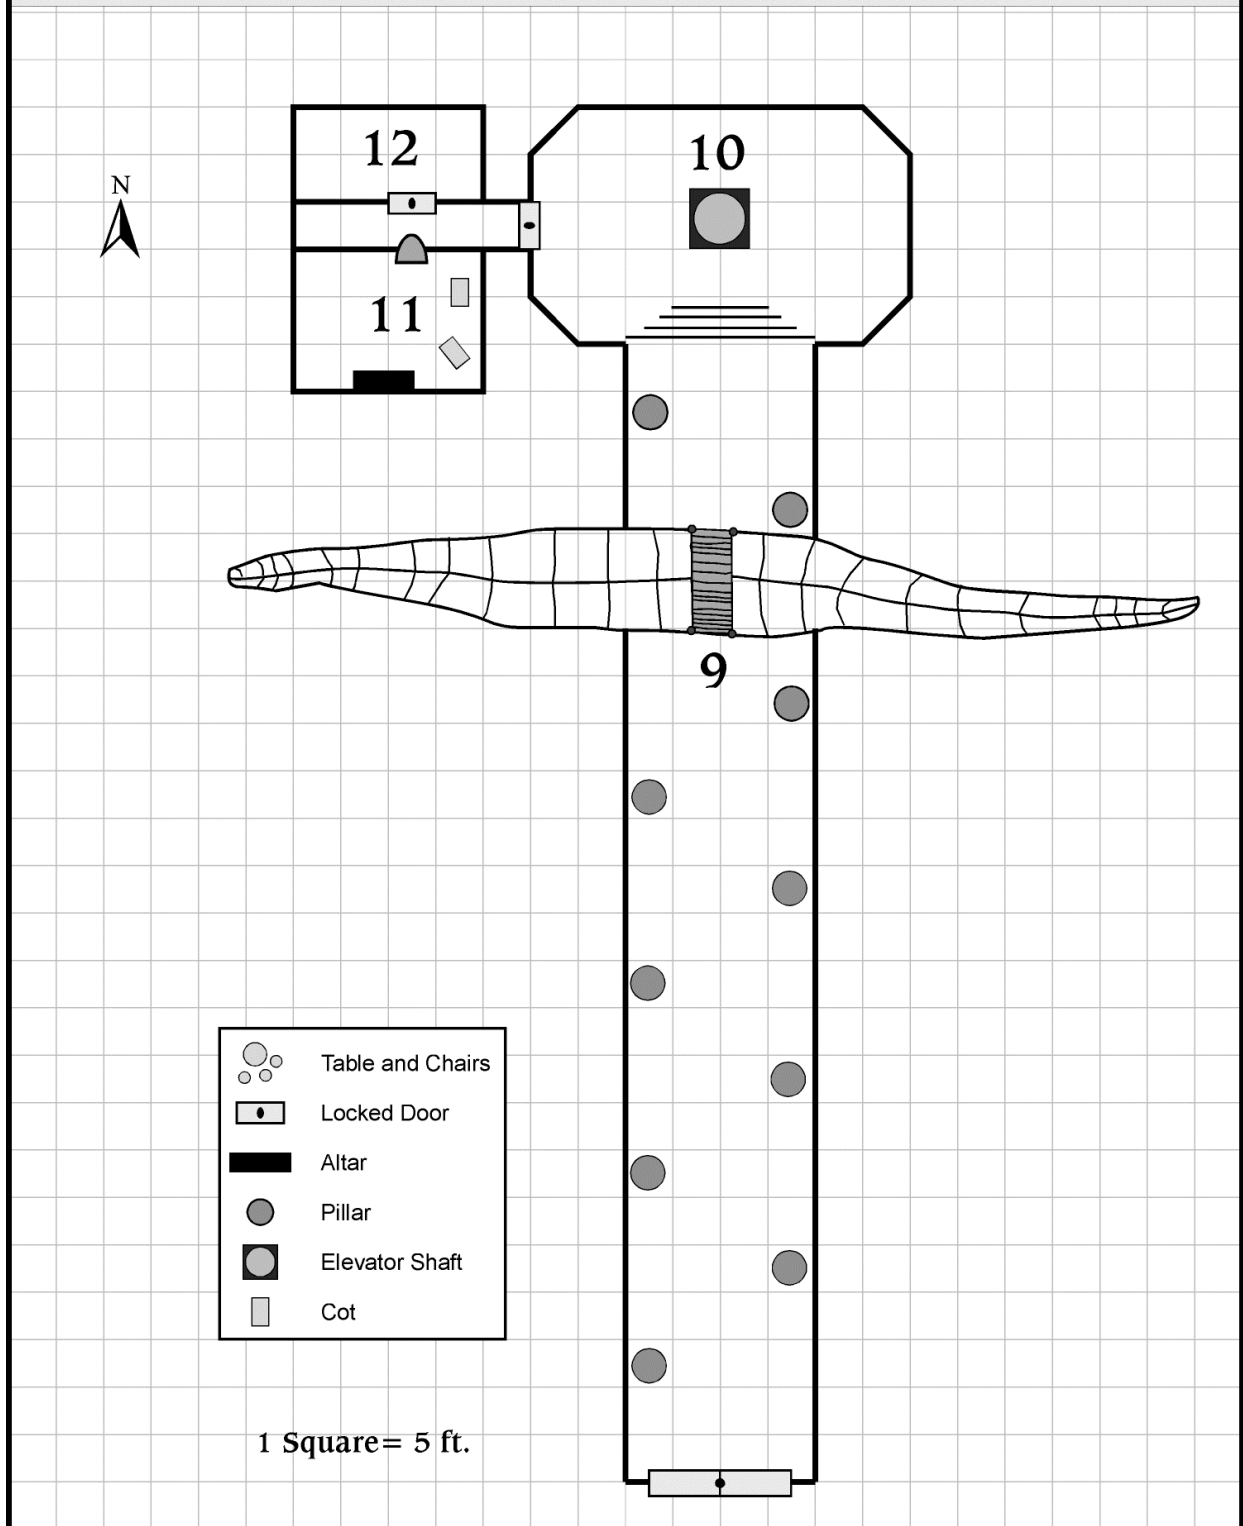 12
10
N
11
9
Table and Chairs
Locked Door
Altar
Pillar
Elevator Shaft
Cot
1 Square= 5 ft.